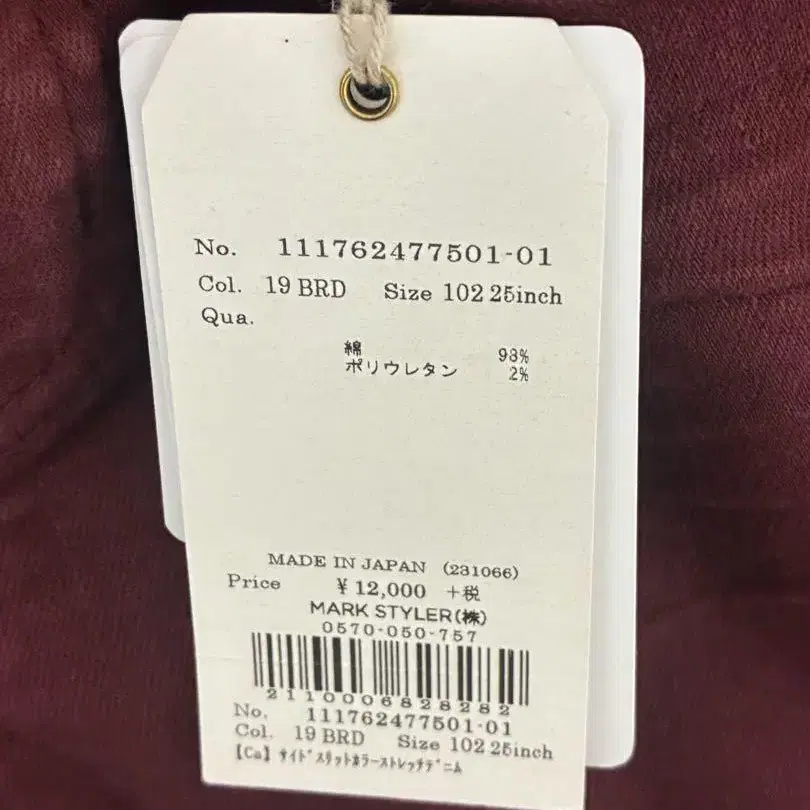 No. 111762477501-01
Col. 19 BRD Size 102 25inch
Qua.
綿 98%
ポリウレタン 2%
MADE IN JAPAN (231066)
Price ¥ 12,000 +税
MARK STYLER(株)
0570-050-757
2110006828282
No. 111762477501-01
Col. 19 BRD Size 102 25inch
【Ca】サイドスリットカラーストレッチデニム